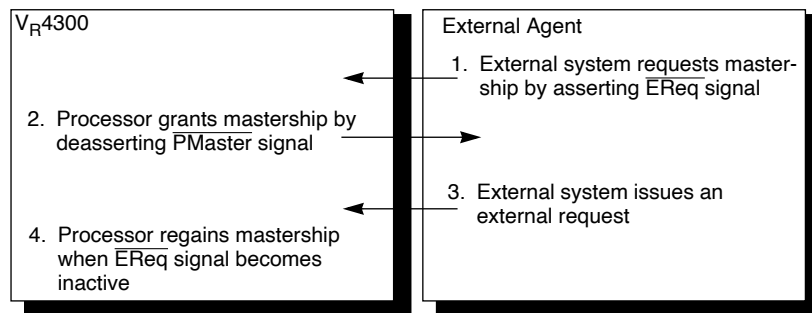 VR4300
External Agent
1. External system requests master-
ship by asserting EReq signal
2. Processor grants mastership by
deasserting PMaster signal
3. External system issues an
external request
4. Processor regains mastership
when EReq signal becomes
inactive